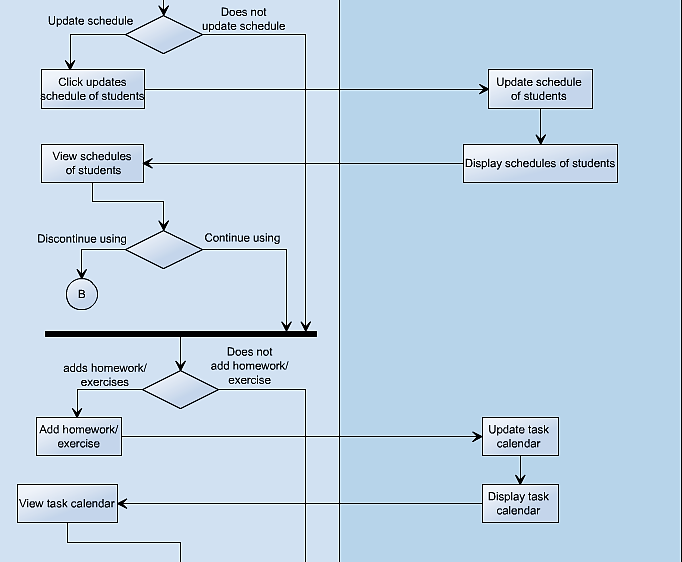 Update schedule
Does not
update schedule
Click updates
schedule of students
Update schedule
of students
View schedules
of students
Display schedules of students
Discontinue using
Continue using
B
adds homework/
exercises
Does not
add homework/
exercise
Add homework/
exercise
Update task
calendar
View task calendar
Display task
calendar